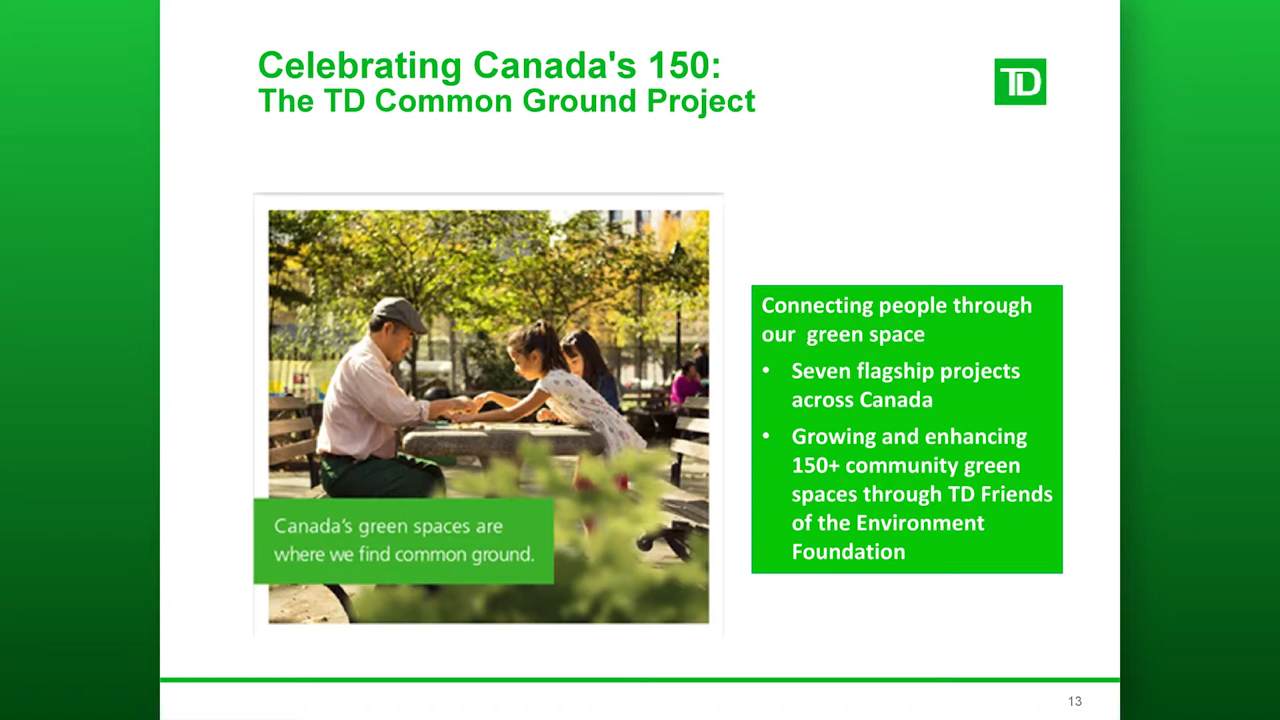 Celebrating Canada's 150:
The TD Common Ground Project
TD
Canada's green spaces are
where we find common ground.
Connecting people through
our green space
• Seven flagship projects
across Canada
• Growing and enhancing
150+ community green
spaces through TD Friends
of the Environment
Foundation
13